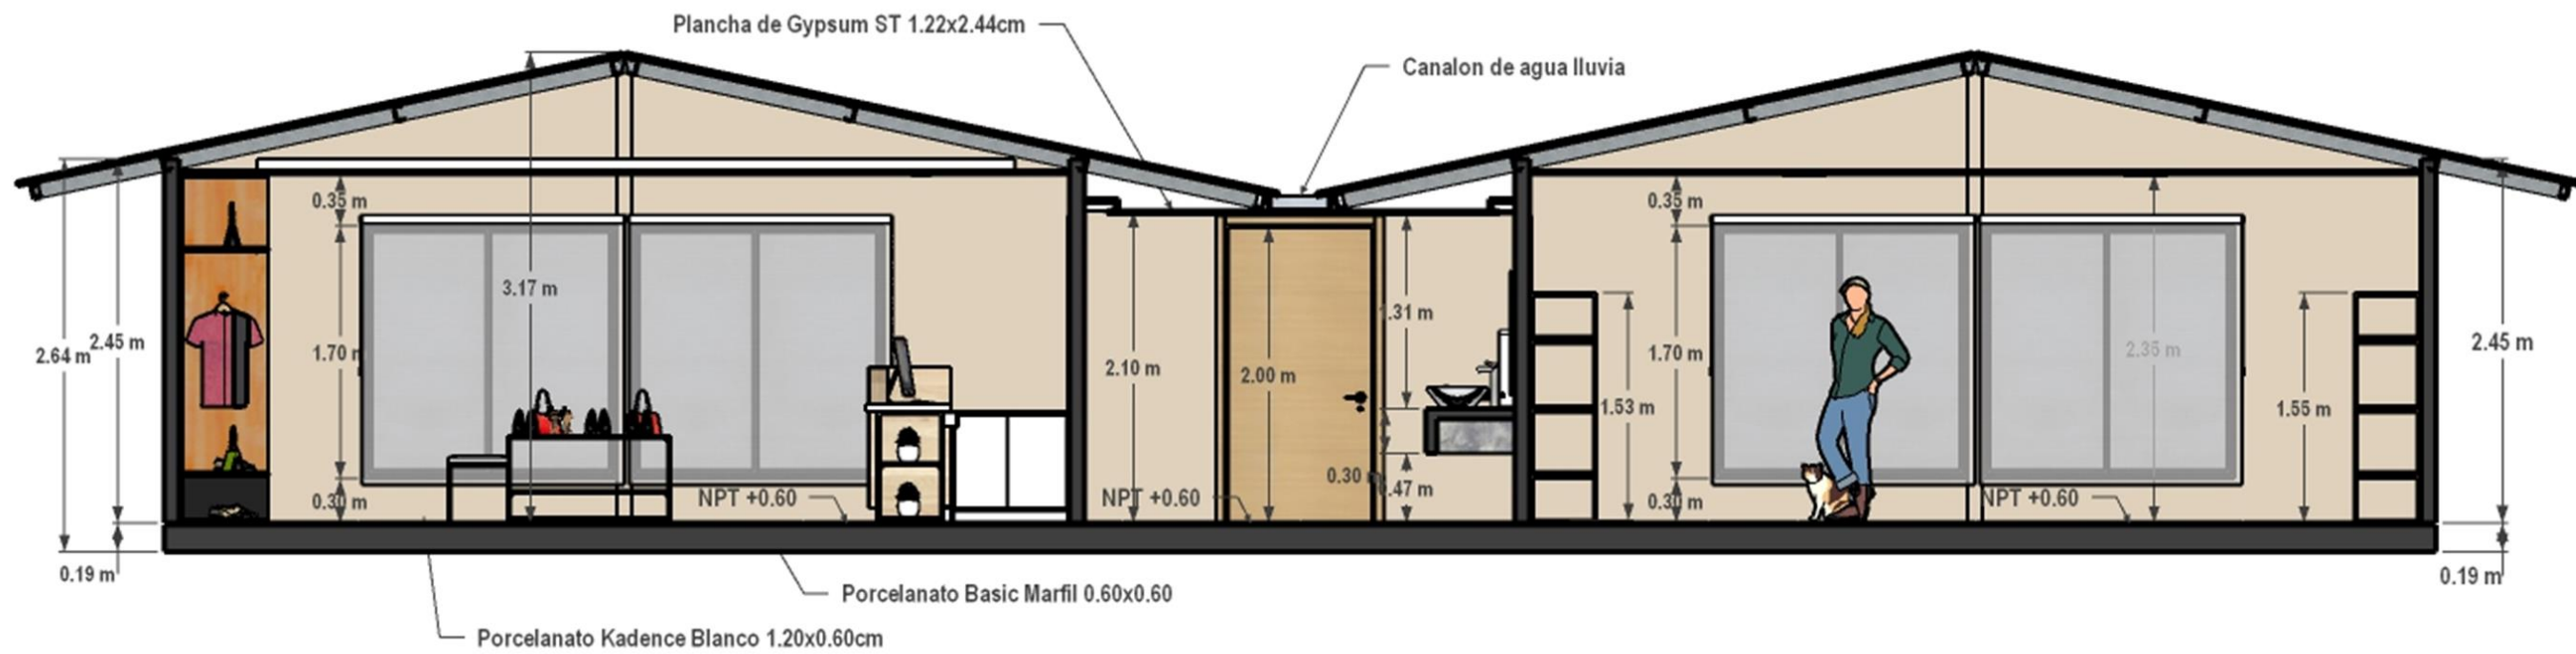 Plancha de Gypsum ST 1.22x2.44cm
Canalon de agua lluvia
0.35 m
0.35 m
3.17 m
2.64 m
2.45 m
1.70
2.10 m
2.00 m
.31 m
1.53 m
1.70 m
2.35 m
1.55 m
2.45 m
0.30 m
NPT +0.60
NPT +0.60
0.30
.47 m
0.30 m
NPT +0.60
0.19 m
0.19 m
Porcelanato Basic Marfil 0.60x0.60
Porcelanato Kadence Blanco 1.20x0.60cm